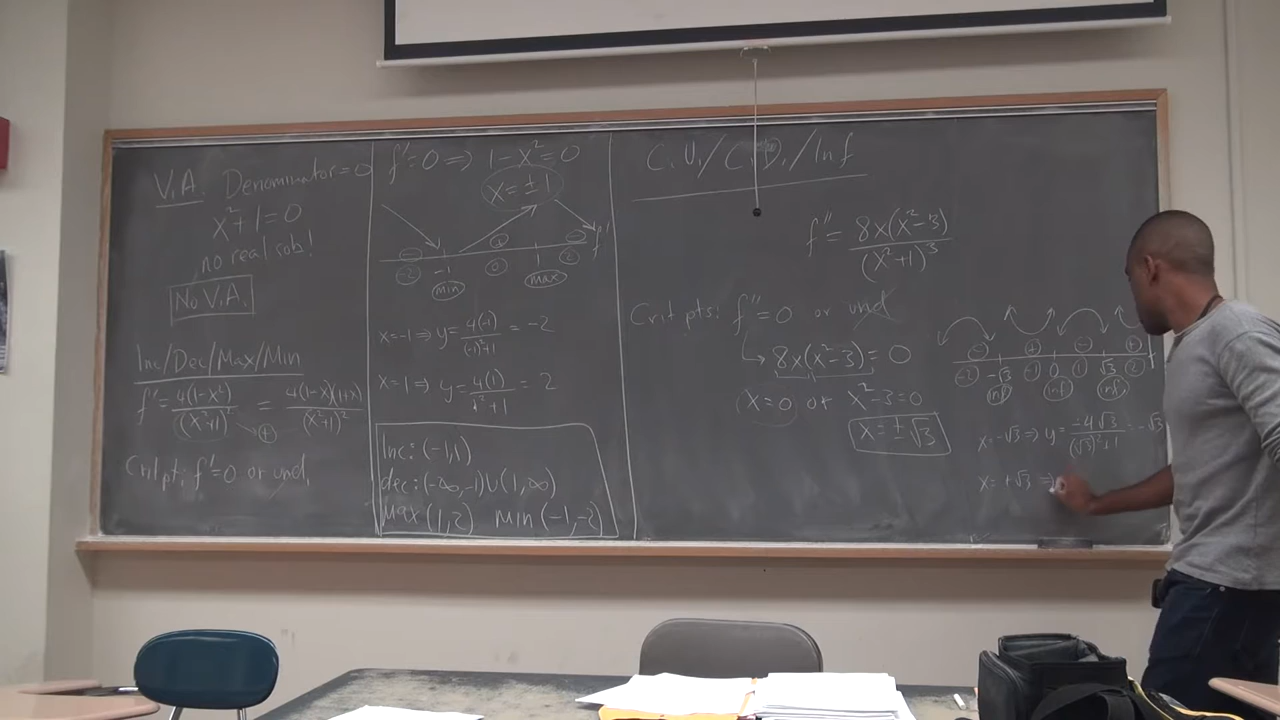 V.A. Denominator=0
x²+1=0
no real sol!
No V.A.
Inc/Dec/Max/Min
f'=4(1-x²)/(x²+1)² = 4(1-x)(1+x)/(x²+1)²
→ +
Crit pt: f'=0 or und.
f'=0 ⇒ 1-x²=0
x=±1
− + − f'
-2 -1 0 1 2
min max
x=-1 ⇒ y=4(-1)/((-1)²+1) = -2
x=1 ⇒ y=4(1)/(1²+1) = 2
Inc: (-1,1)
dec: (-∞,-1)∪(1,∞)
Max (1,2) min (-1,-2)
C.U./C.D./Inf
f''= 8x(x²-3)/(x²+1)³
Crit pts: f''=0 or und
→ 8x(x²-3)=0
x=0 or x²-3=0
x=±√3
− + − +
-2 -√3 -1 0 1 √3 2
inf inf inf
x=-√3 ⇒ y= -4√3/((√3)²+1) = -√3
x=+√3 ⇒